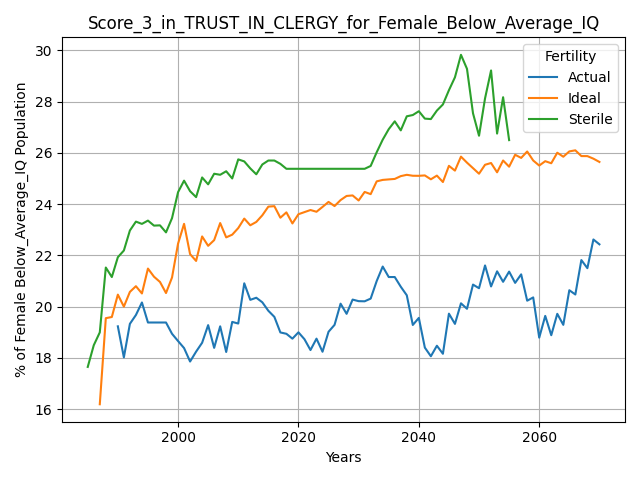 Score_3_in_TRUST_IN_CLERGY_for_Female_Below_Average_IQ
% of Female Below_Average_IQ Population
30
28
26
24
22
20
18
16
Fertility
Actual
Ideal
Sterile
2000
2020
2040
2060
Years